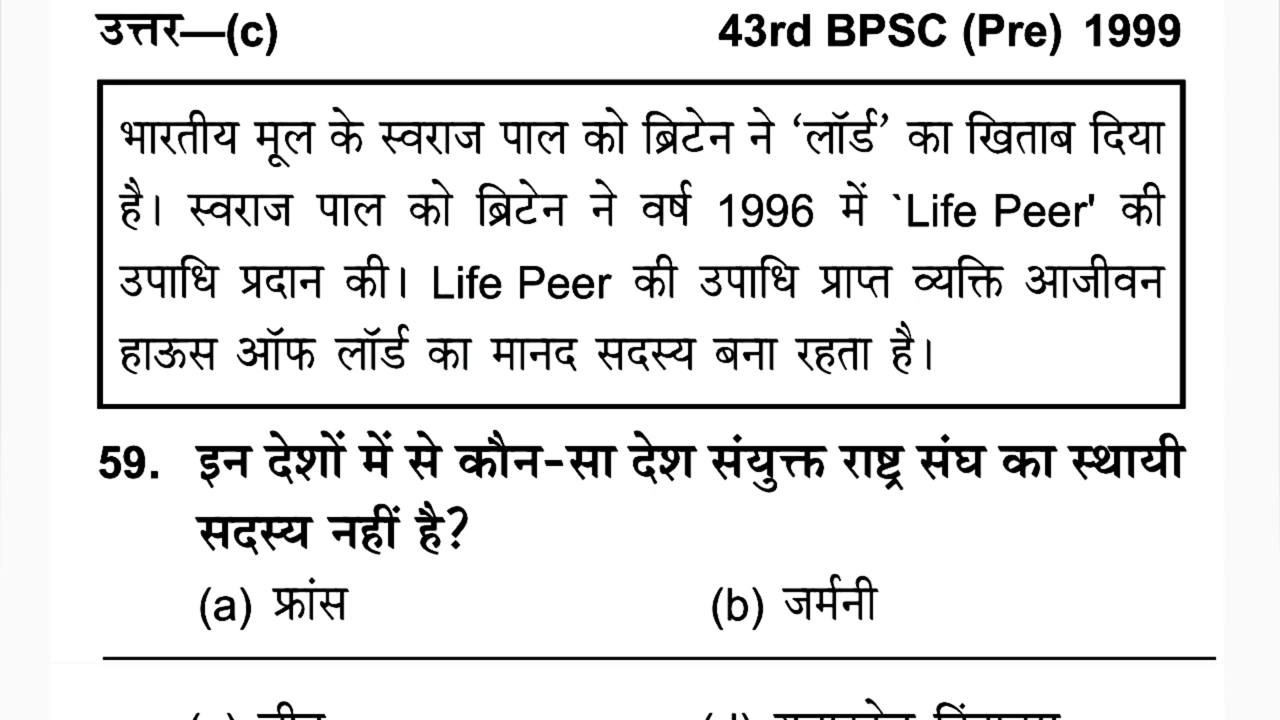 उत्तर—(c) 43rd BPSC (Pre) 1999
भारतीय मूल के स्वराज पाल को ब्रिटेन ने ‘लॉर्ड’ का खिताब दिया
है। स्वराज पाल को ब्रिटेन ने वर्ष 1996 में `Life Peer' की
उपाधि प्रदान की। Life Peer की उपाधि प्राप्त व्यक्ति आजीवन
हाऊस ऑफ लॉर्ड का मानद सदस्य बना रहता है।
59. इन देशों में से कौन-सा देश संयुक्त राष्ट्र संघ का स्थायी
सदस्य नहीं है?
(a) फ्रांस (b) जर्मनी